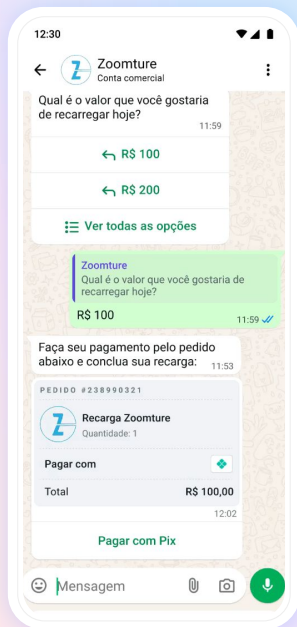 12:30
Zoomture
Conta comercial
Qual é o valor que você gostaria
de recarregar hoje?
11:59
R$ 100
R$ 200
Ver todas as opções
Zoomture
Qual é o valor que você gostaria de
recarregar hoje?
R$ 100
11:59
Faça seu pagamento pelo pedido
abaixo e conclua sua recarga:
11:53
PEDIDO #238990321
Recarga Zoomture
Quantidade: 1
Pagar com
Total R$ 100,00
12:02
Pagar com Pix
Mensagem